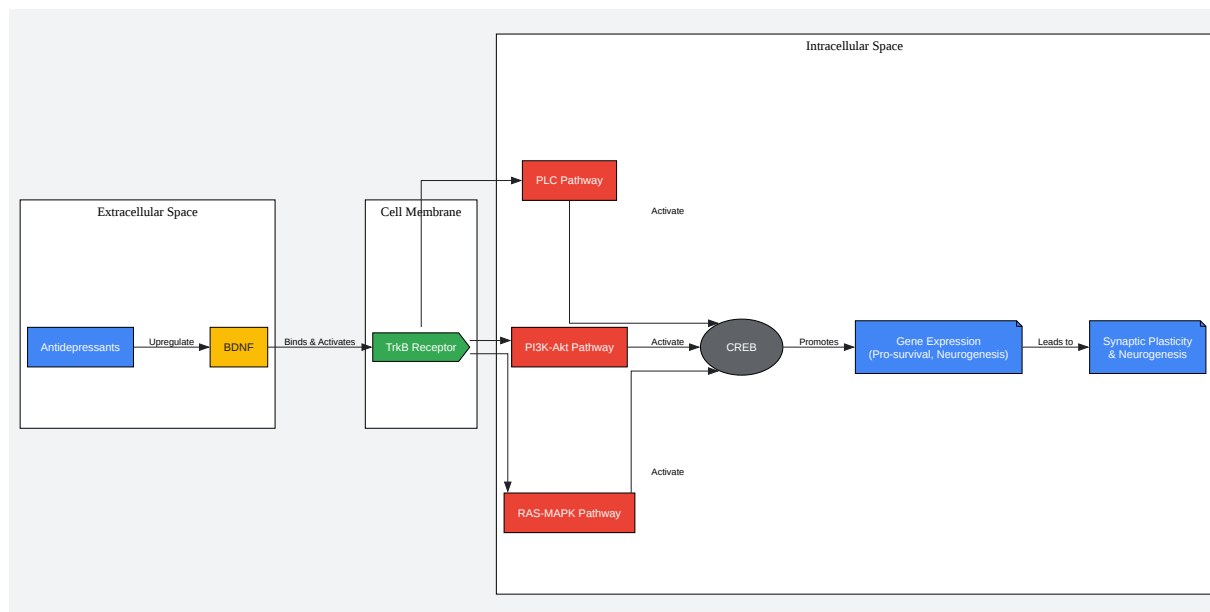 Intracellular Space
PLC Pathway
Activate
Extracellular Space
Cell Membrane
Antidepressants
Upregulate
BDNF
Binds & Activates
TrkB Receptor
PI3K-Akt Pathway
Activate
CREB
Promotes
Gene Expression
(Pro-survival, Neurogenesis)
Leads to
Synaptic Plasticity
& Neurogenesis
Activate
RAS-MAPK Pathway